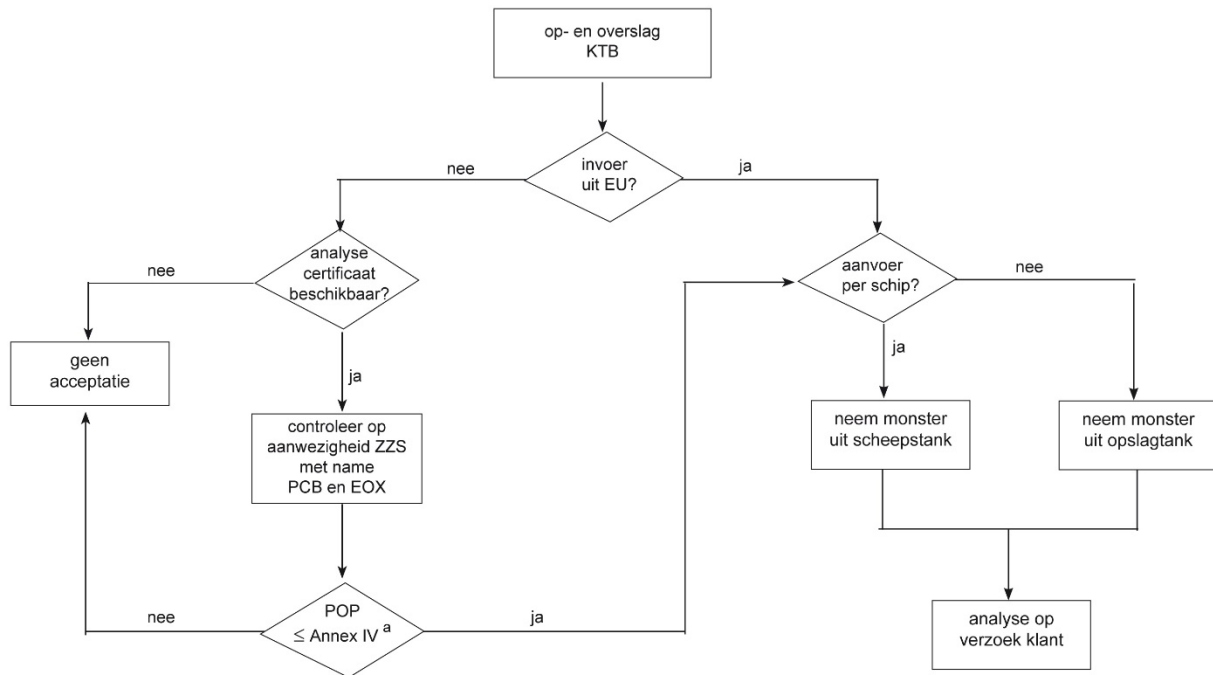 op- en overslag
KTB
invoer
uit EU?
nee
ja
analyse
certificaat
beschikbaar?
nee
ja
aanvoer
per schip?
nee
ja
geen
acceptatie
controleer op
aanwezigheid ZZS
met name
PCB en EOX
neem monster
uit scheepstank
neem monster
uit opslagtank
POP
≤ Annex IV a
nee
ja
analyse op
verzoek klant